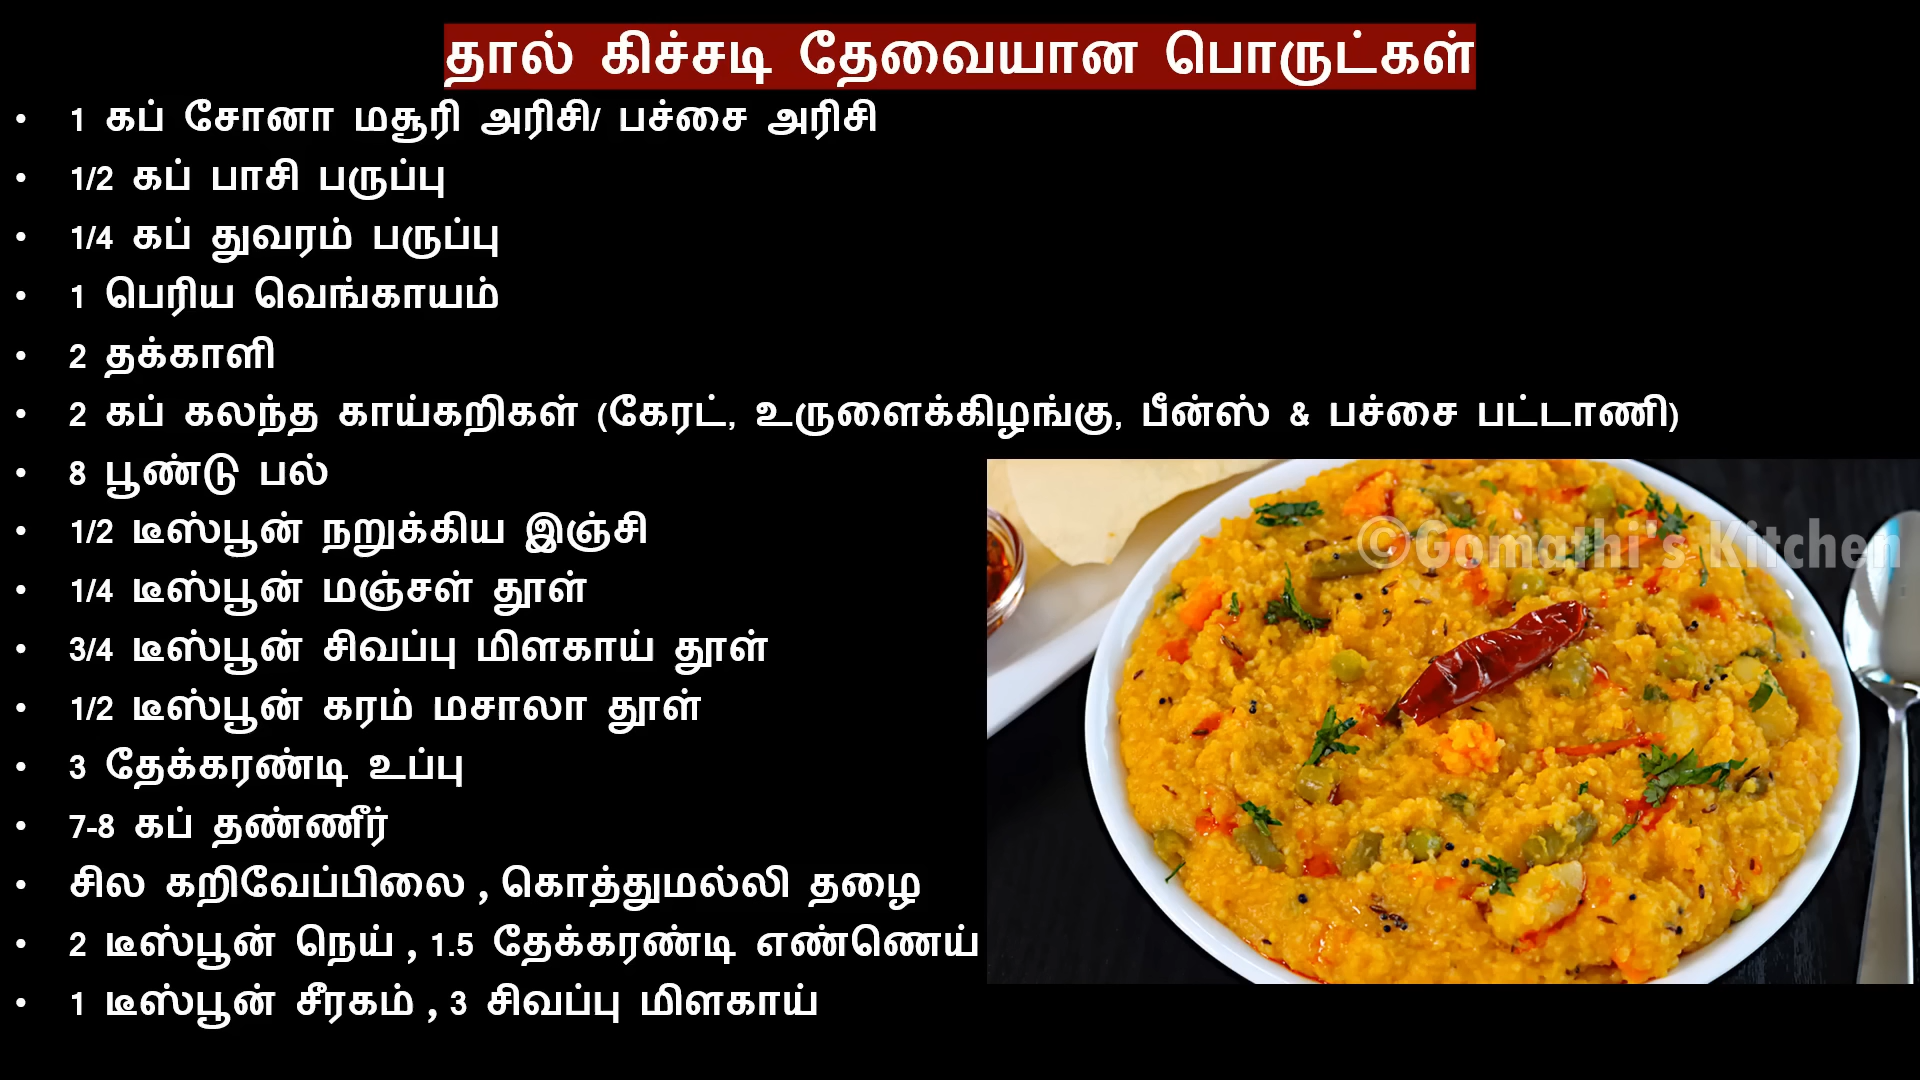 தால் கிச்சடி தேவையான பொருட்கள்
• 1 கப் சோனா மசூரி அரிசி/ பச்சை அரிசி
• 1/2 கப் பாசி பருப்பு
• 1/4 கப் துவரம் பருப்பு
• 1 பெரிய வெங்காயம்
• 2 தக்காளி
• 2 கப் கலந்த காய்கறிகள் (கேரட், உருளைக்கிழங்கு, பீன்ஸ் & பச்சை பட்டாணி)
• 8 பூண்டு பல்
• 1/2 டீஸ்பூன் நறுக்கிய இஞ்சி
• 1/4 டீஸ்பூன் மஞ்சள் தூள்
• 3/4 டீஸ்பூன் சிவப்பு மிளகாய் தூள்
• 1/2 டீஸ்பூன் கரம் மசாலா தூள்
• 3 தேக்கரண்டி உப்பு
• 7-8 கப் தண்ணீர்
• சில கறிவேப்பிலை , கொத்துமல்லி தழை
• 2 டீஸ்பூன் நெய் , 1.5 தேக்கரண்டி எண்ணெய்
• 1 டீஸ்பூன் சீரகம் , 3 சிவப்பு மிளகாய்
©Gomathi's Kitchen